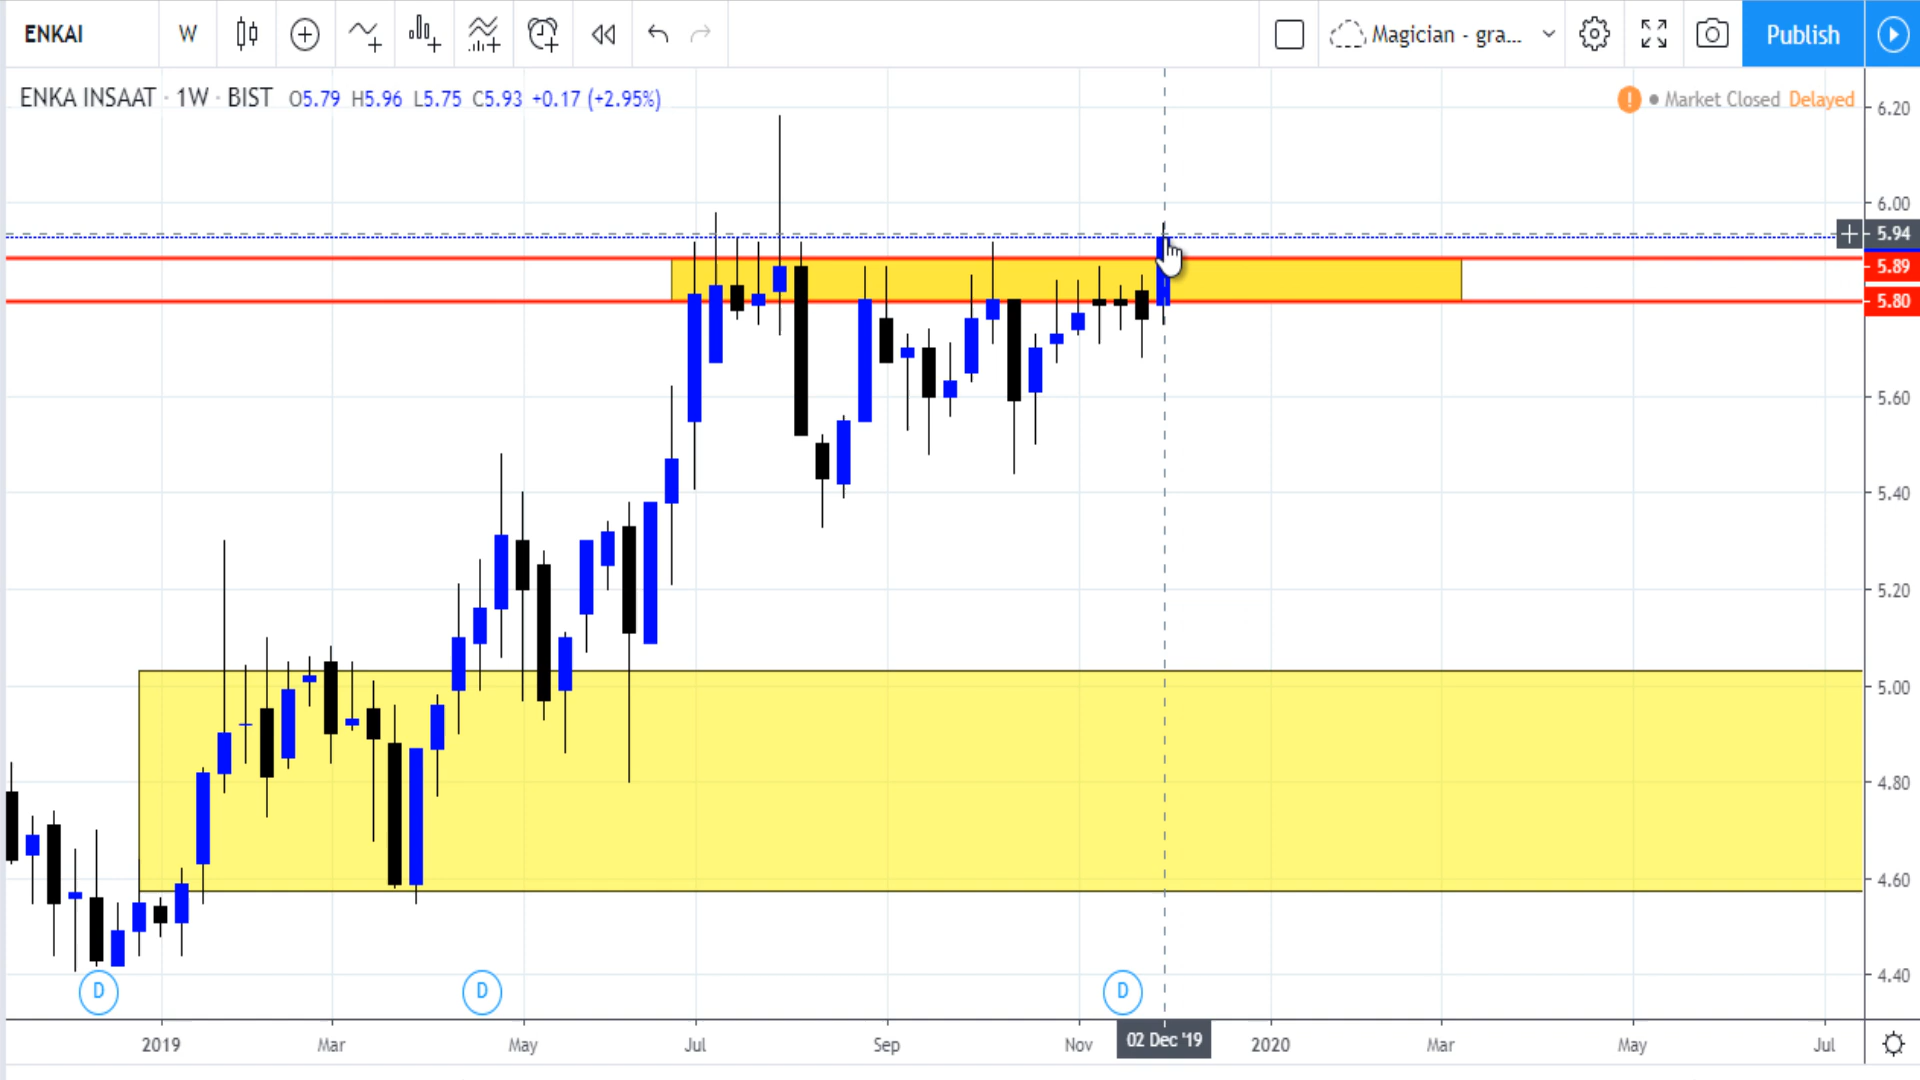 ENKAI W Magician - gra... Publish
ENKA INSAAT · 1W · BIST O5.79 H5.96 L5.75 C5.93 +0.17 (+2.95%)
! Market Closed Delayed
6.20
6.00
5.94
5.89
5.80
5.60
5.40
5.20
5.00
4.80
4.60
4.40
D D D
2019 Mar May Jul Sep Nov 02 Dec '19 2020 Mar May Jul